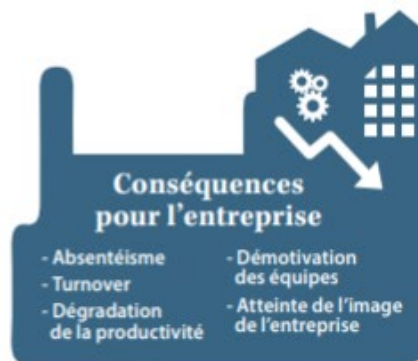 Conséquences
pour l'entreprise
- Absentéisme
- Turnover
- Dégradation
de la productivité
- Démotivation
des équipes
- Atteinte de l'image
de l'entreprise